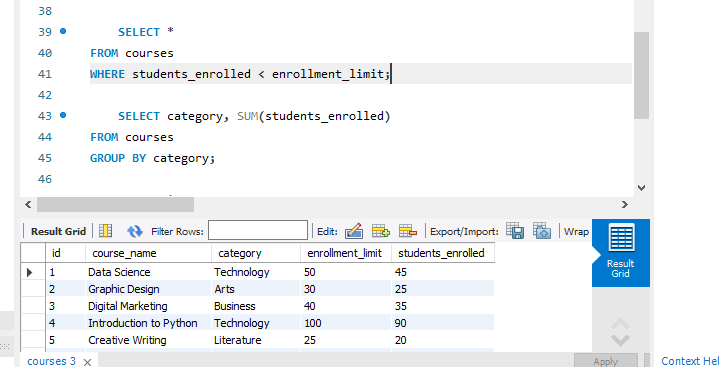 38
39 SELECT *
40 FROM courses
41 WHERE students_enrolled < enrollment_limit;
42
43 SELECT category, SUM(students_enrolled)
44 FROM courses
45 GROUP BY category;
46
Result Grid Filter Rows: Edit: Export/Import: Wrap
id course_name category enrollment_limit students_enrolled
1 Data Science Technology 50 45
2 Graphic Design Arts 30 25
3 Digital Marketing Business 40 35
4 Introduction to Python Technology 100 90
5 Creative Writing Literature 25 20
Result
Grid
courses 3 Apply Context Hel